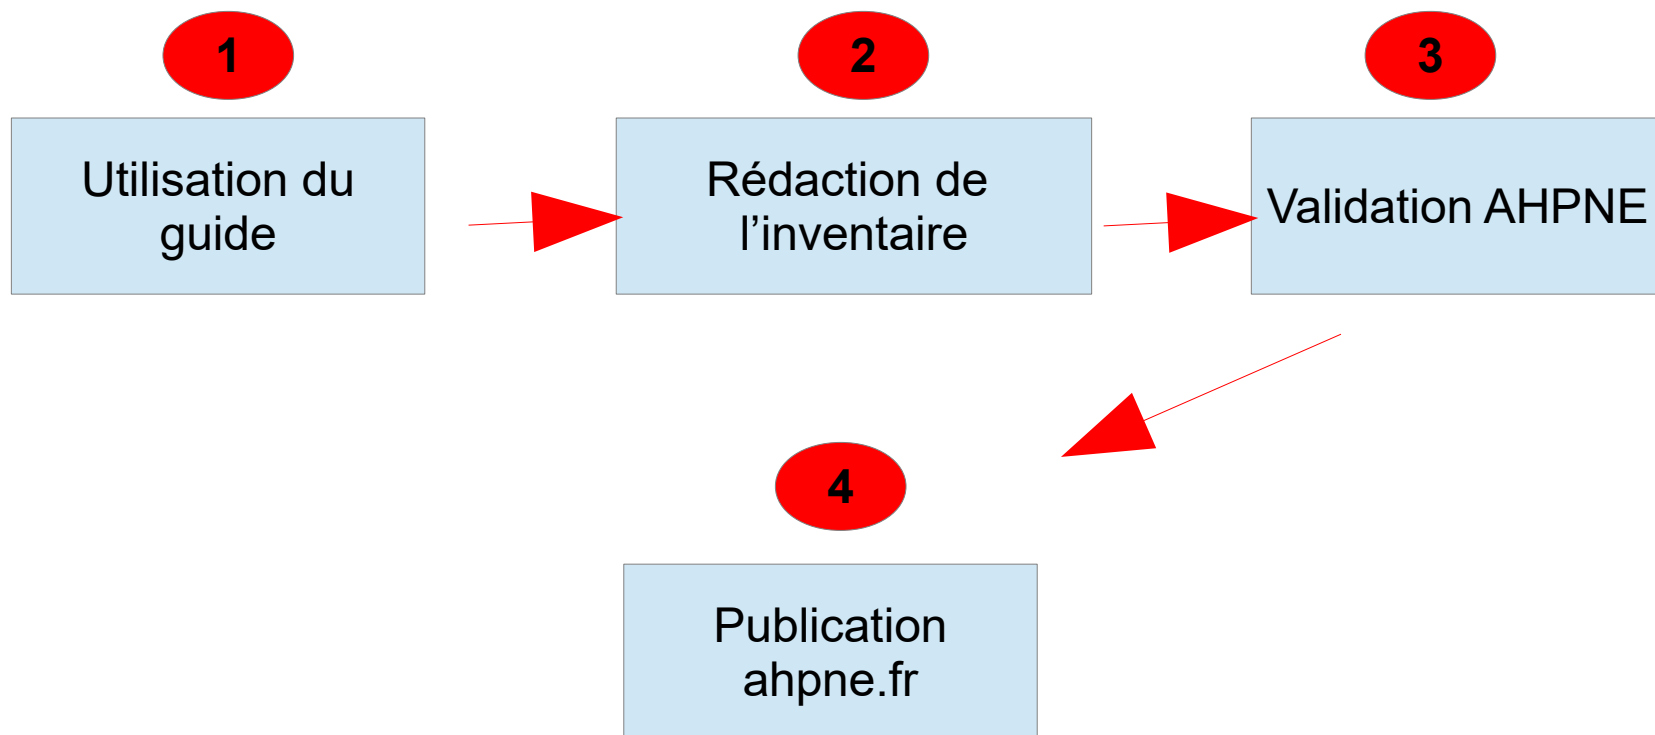 1
Utilisation du
guide
2
Rédaction de
l’inventaire
3
Validation AHPNE
4
Publication
ahpne.fr